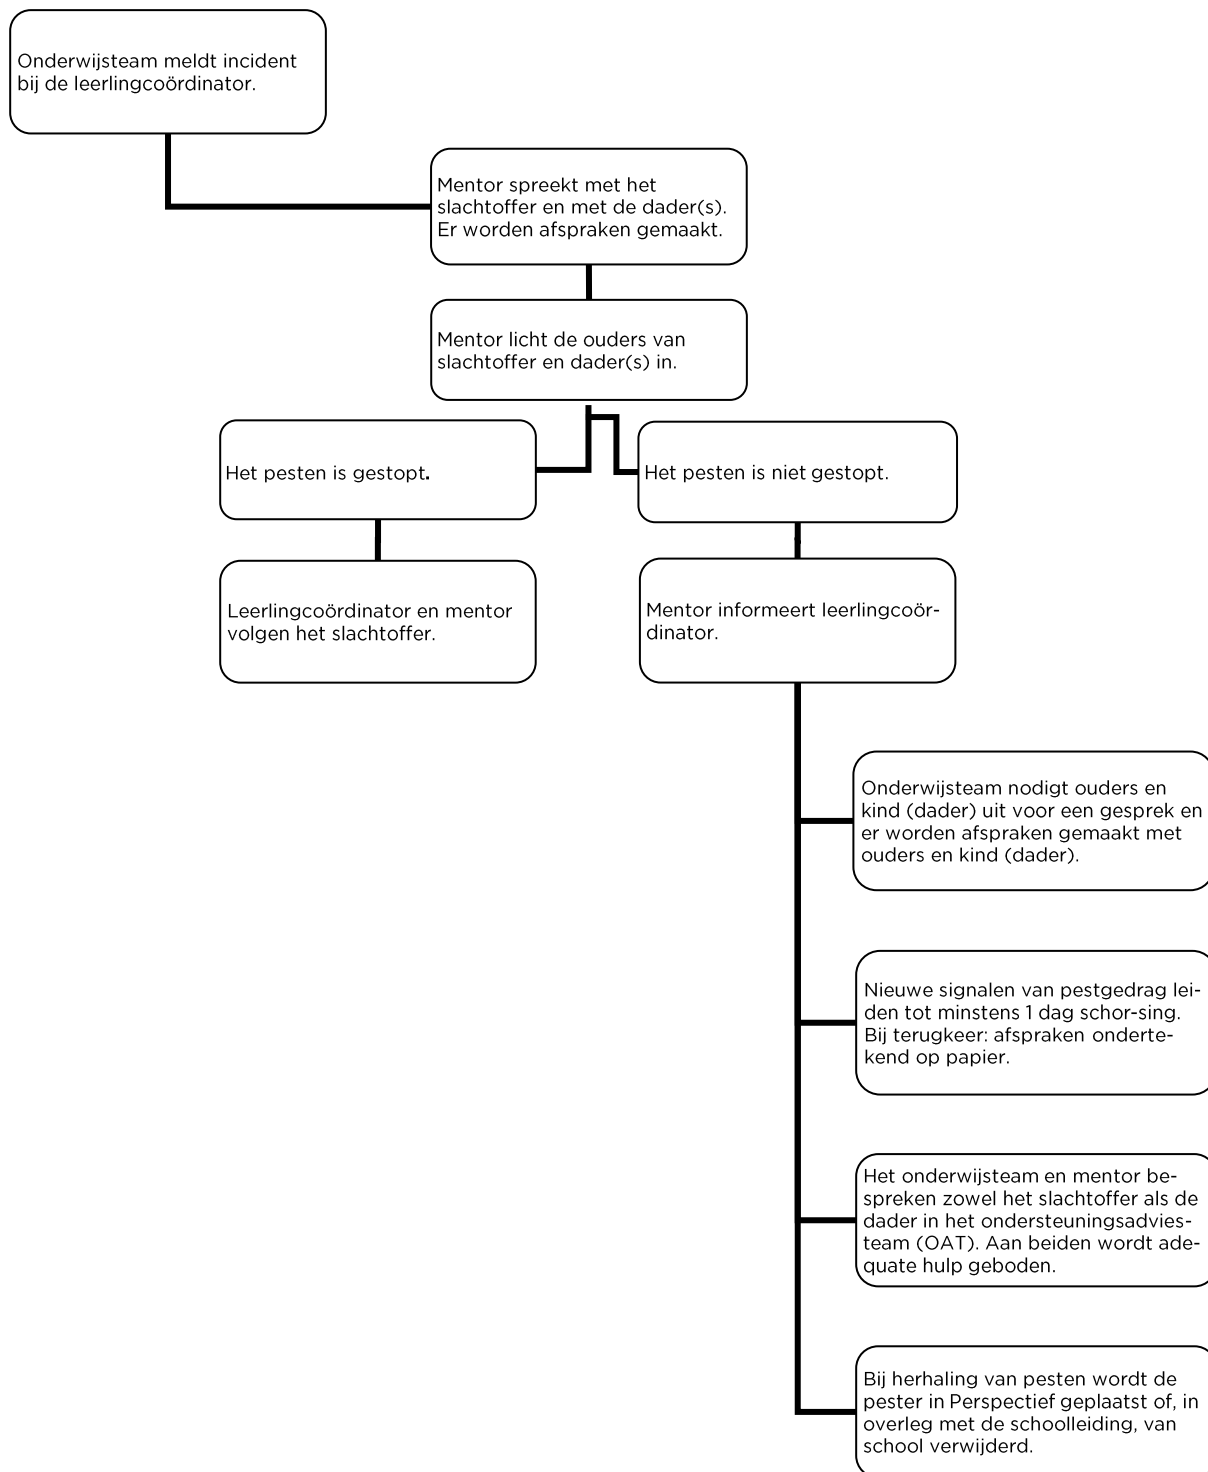 Onderwijsteam meldt incident
bij de leerlingcoördinator.
Mentor spreekt met het
slachtoffer en met de dader(s).
Er worden afspraken gemaakt.
Mentor licht de ouders van
slachtoffer en dader(s) in.
Het pesten is gestopt.
Het pesten is niet gestopt.
Leerlingcoördinator en mentor
volgen het slachtoffer.
Mentor informeert leerlingcoör-
dinator.
Onderwijsteam nodigt ouders en
kind (dader) uit voor een gesprek en
er worden afspraken gemaakt met
ouders en kind (dader).
Nieuwe signalen van pestgedrag lei-
den tot minstens 1 dag schor-sing.
Bij terugkeer: afspraken onderte-
kend op papier.
Het onderwijsteam en mentor be-
spreken zowel het slachtoffer als de
dader in het ondersteuningsadvies-
team (OAT). Aan beiden wordt ade-
quate hulp geboden.
Bij herhaling van pesten wordt de
pester in Perspectief geplaatst of, in
overleg met de schoolleiding, van
school verwijderd.